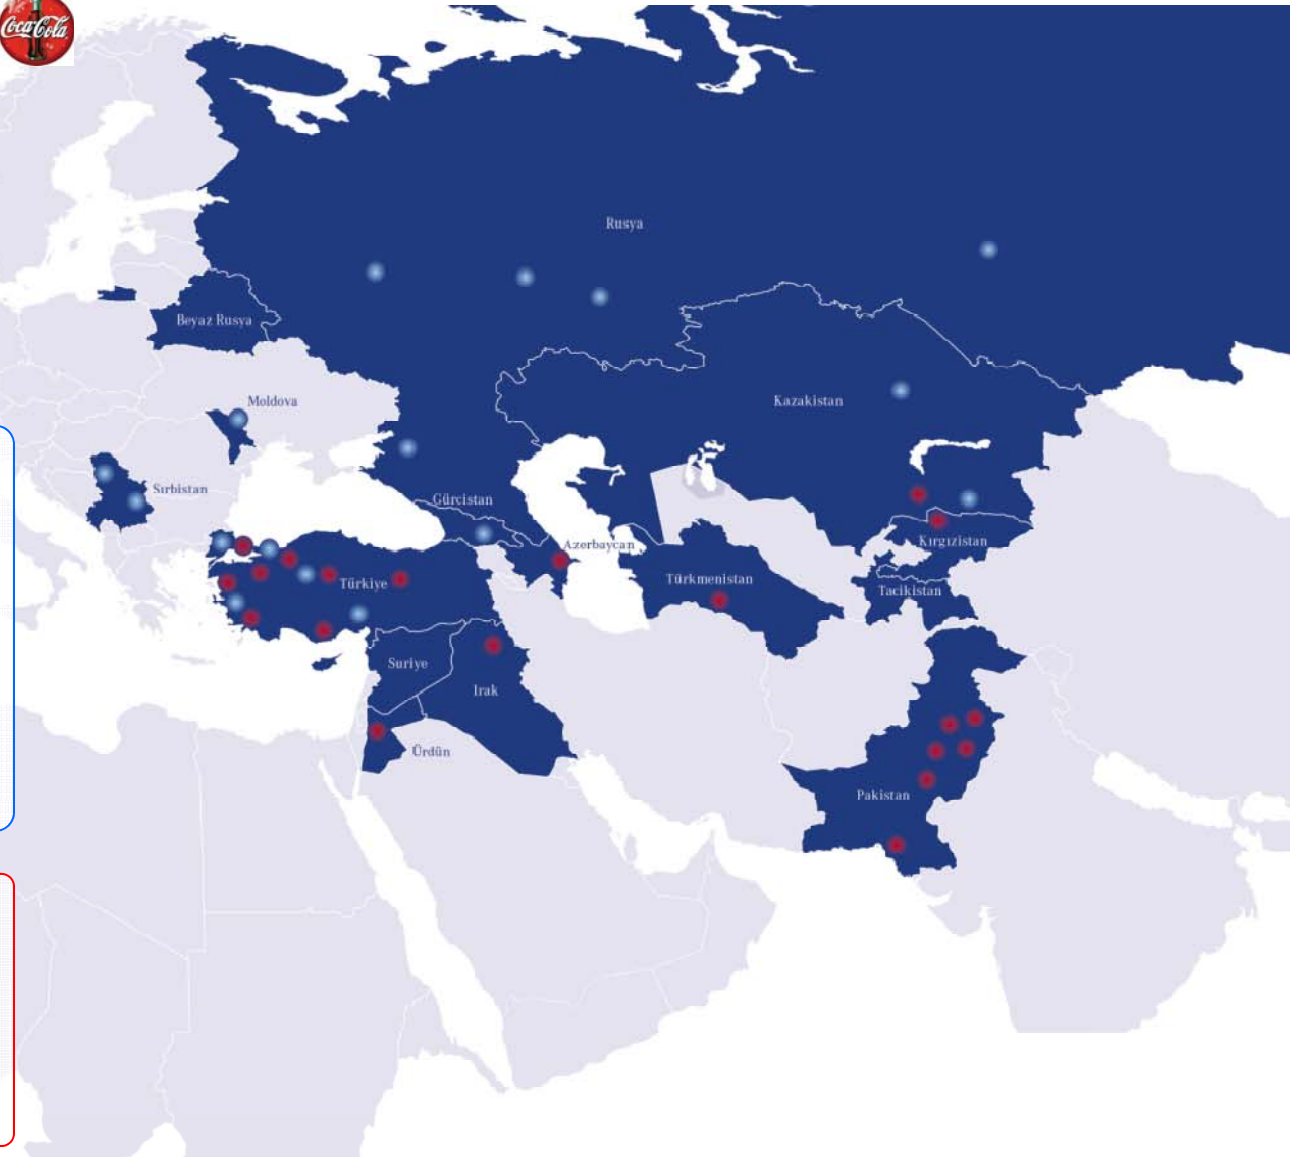 Coca-Cola
Rusya
Beyaz Rusya
Moldova
Kazakistan
Sırbistan
Gürcistan
Azerbaycan
Kırgızistan
Türkiye
Türkmenistan
Tacikistan
Suriye
Irak
Ürdün
Pakistan